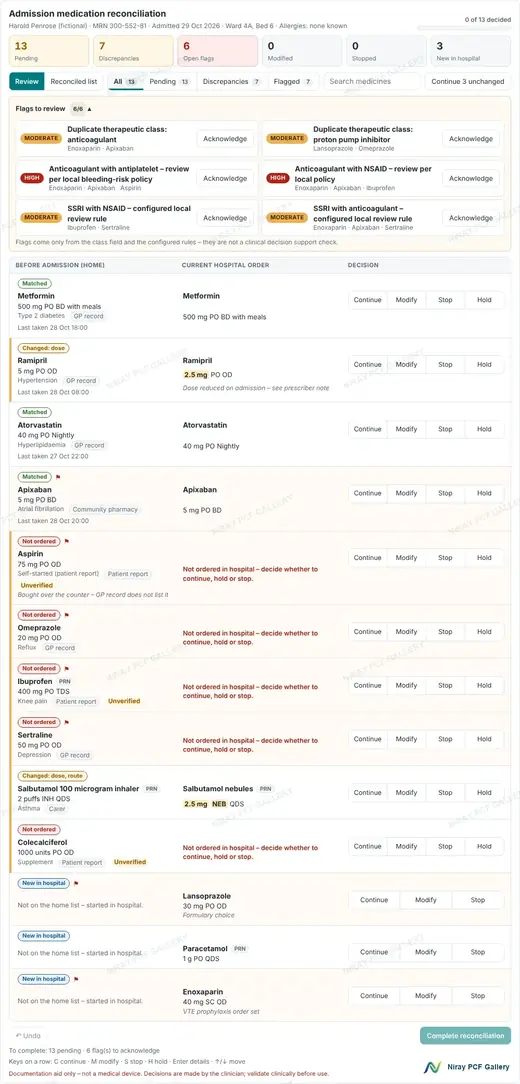 Admission medication reconciliation
Harold Penrose (fictional) · MRN 300-552-81 · Admitted 29 Oct 2026 · Ward 4A, Bed 6 · Allergies: none known
0 of 13 decided
13
Pending
7
Discrepancies
6
Open flags
0
Modified
0
Stopped
3
New in hospital
Review
Reconciled list
All 13
Pending 13
Discrepancies 7
Flagged 7
Search medicines
Continue 3 unchanged
Flags to review 6/6 ▲
MODERATE
Duplicate therapeutic class: anticoagulant
Enoxaparin · Apixaban
Acknowledge
MODERATE
Duplicate therapeutic class: proton pump inhibitor
Lansoprazole · Omeprazole
Acknowledge
HIGH
Anticoagulant with antiplatelet – review per local bleeding-risk policy
Enoxaparin · Apixaban · Aspirin
Acknowledge
HIGH
Anticoagulant with NSAID – review per local policy
Enoxaparin · Apixaban · Ibuprofen
Acknowledge
MODERATE
SSRI with NSAID – configured local review rule
Ibuprofen · Sertraline
Acknowledge
MODERATE
SSRI with anticoagulant – configured local review rule
Enoxaparin · Apixaban · Sertraline
Acknowledge
Flags come only from the class field and the configured rules – they are not a clinical decision support check.
BEFORE ADMISSION (HOME)
CURRENT HOSPITAL ORDER
DECISION
Matched
Metformin
500 mg PO BD with meals
Type 2 diabetes GP record
Last taken 28 Oct 18:00
Metformin
500 mg PO BD with meals
Continue Modify Stop Hold
Changed: dose
Ramipril
5 mg PO OD
Hypertension GP record
Last taken 28 Oct 08:00
Ramipril
2.5 mg PO OD
Dose reduced on admission – see prescriber note
Continue Modify Stop Hold
Matched
Atorvastatin
40 mg PO Nightly
Hyperlipidaemia GP record
Last taken 27 Oct 22:00
Atorvastatin
40 mg PO Nightly
Continue Modify Stop Hold
Matched
Apixaban
5 mg PO BD
Atrial fibrillation Community pharmacy
Last taken 28 Oct 20:00
Apixaban
5 mg PO BD
Continue Modify Stop Hold
Not ordered
Aspirin
75 mg PO OD
Self-started (patient report) Patient report
Unverified
Bought over the counter – GP record does not list it
Not ordered in hospital – decide whether to continue, hold or stop.
Continue Modify Stop Hold
Not ordered
Omeprazole
20 mg PO OD
Reflux GP record
Not ordered in hospital – decide whether to continue, hold or stop.
Continue Modify Stop Hold
Not ordered
Ibuprofen PRN
400 mg PO TDS
Knee pain Patient report Unverified
Not ordered in hospital – decide whether to continue, hold or stop.
Continue Modify Stop Hold
Not ordered
Sertraline
50 mg PO OD
Depression GP record
Not ordered in hospital – decide whether to continue, hold or stop.
Continue Modify Stop Hold
Changed: dose, route
Salbutamol 100 microgram inhaler PRN
2 puffs INH QDS
Asthma Carer
Salbutamol nebules PRN
2.5 mg NEB QDS
Continue Modify Stop Hold
Not ordered
Colecalciferol
1000 units PO OD
Supplement Patient report Unverified
Not ordered in hospital – decide whether to continue, hold or stop.
Continue Modify Stop Hold
New in hospital
Not on the home list – started in hospital.
Lansoprazole
30 mg PO OD
Formulary choice
Continue Modify Stop
New in hospital
Not on the home list – started in hospital.
Paracetamol PRN
1 g PO QDS
Continue Modify Stop
New in hospital
Not on the home list – started in hospital.
Enoxaparin
40 mg SC OD
VTE prophylaxis order set
Continue Modify Stop
↶ Undo
Complete reconciliation
To complete: 13 pending · 6 flag(s) to acknowledge
Keys on a row: C continue · M modify · S stop · H hold · Enter details · ↑/↓ move
Documentation aid only – not a medical device. Decisions are made by the clinician; validate clinically before use.
Niray PCF Gallery
NIRAY PCF GALLERY